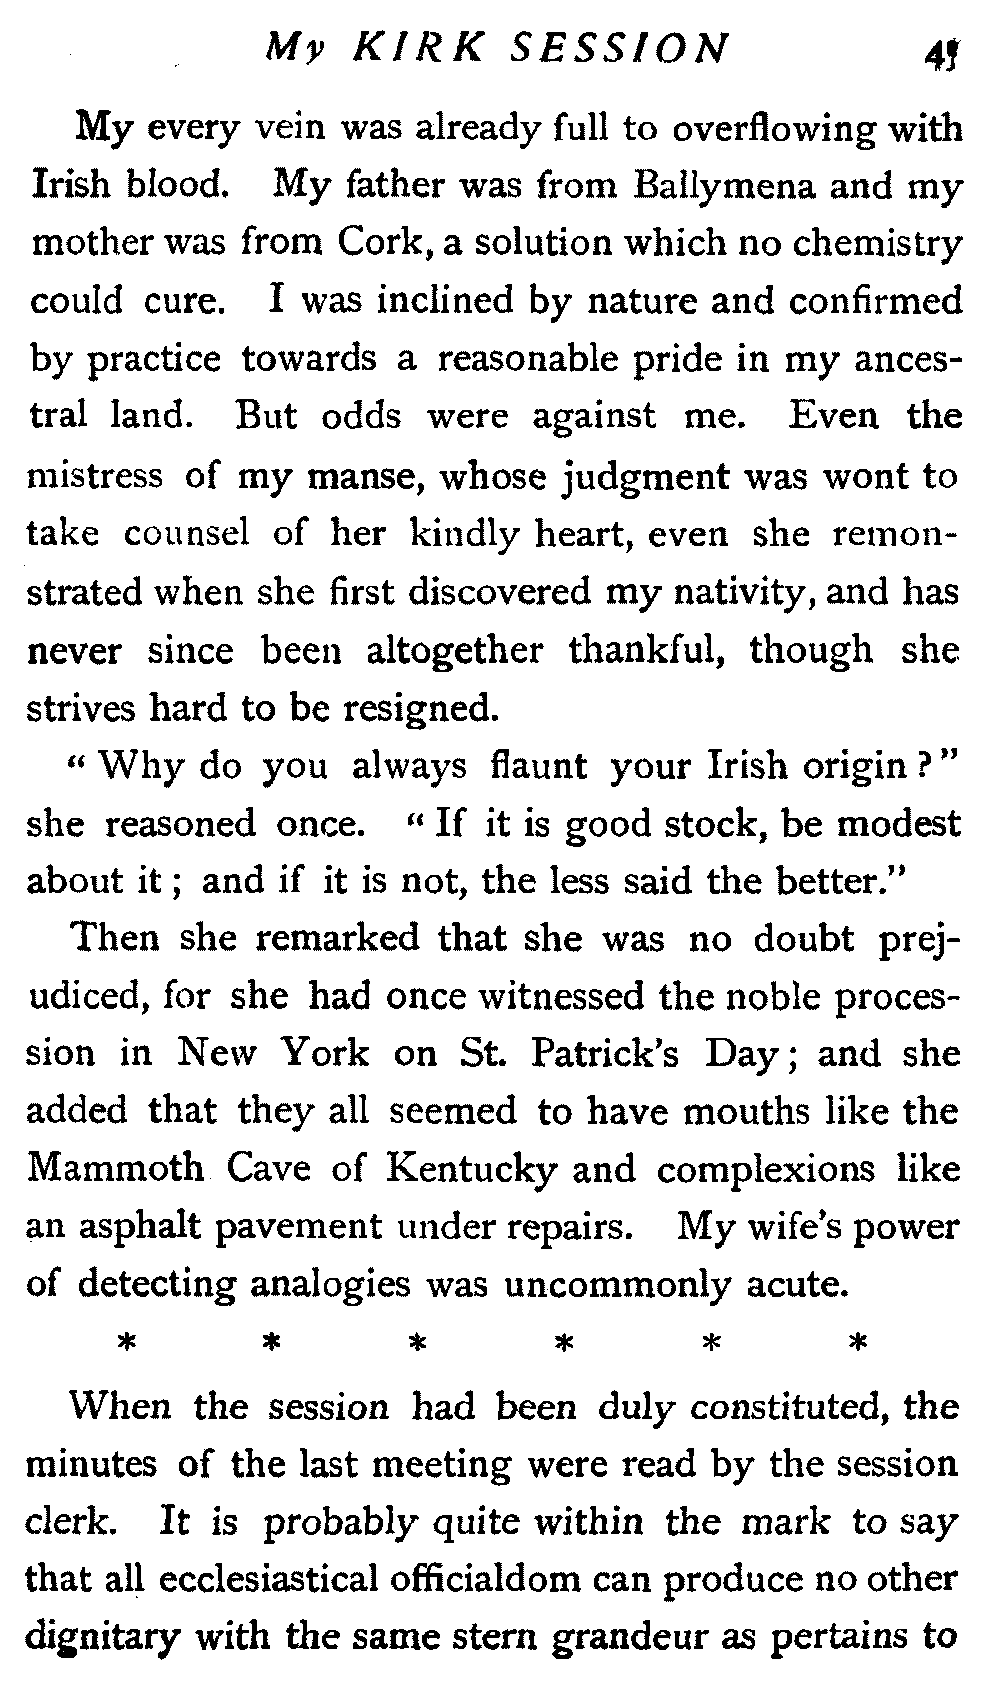 My KIRK SESSION
My every vein was already full to overflowing with
Irish blood. My father was from Ballymena and my
mother was from Cork, a solution which no chemistry
could cure. I was inclined by nature and confirmed
by practice towards a reasonable pride in my ances-
tral land. But odds were against me. Even the
mistress of my manse, whose judgment was wont to
take counsel of her kindly heart, even she remon-
strated when she first discovered my nativity, and has
never since been altogether thankful, though she
strives hard to be resigned.
“ Why do you always flaunt your Irish origin ? ”
she reasoned once. “ If it is good stock, be modest
about it ; and if it is not, the less said the better.”
Then she remarked that she was no doubt prej-
udiced, for she had once witnessed the noble proces-
sion in New York on St. Patrick's Day ; and she
added that they all seemed to have mouths like the
Mammoth Cave of Kentucky and complexions like
an asphalt pavement under repairs. My wife's power
of detecting analogies was uncommonly acute.
* * * * * *
When the session had been duly constituted, the
minutes of the last meeting were read by the session
clerk. It is probably quite within the mark to say
that all ecclesiastical officialdom can produce no other
dignitary with the same stern grandeur as pertains to